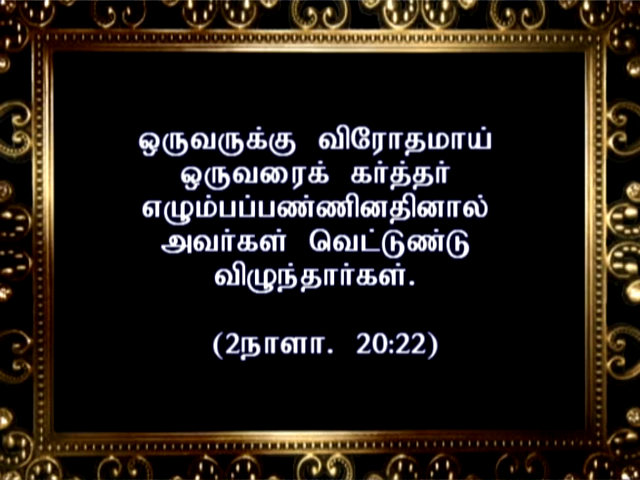 ஒருவருக்கு விரோதமாய்
ஒருவரைக் கர்த்தர்
எழும்பப்பண்ணினதினால்
அவர்கள் வெட்டுண்டு
விழுந்தார்கள்.
(2நாளா. 20:22)